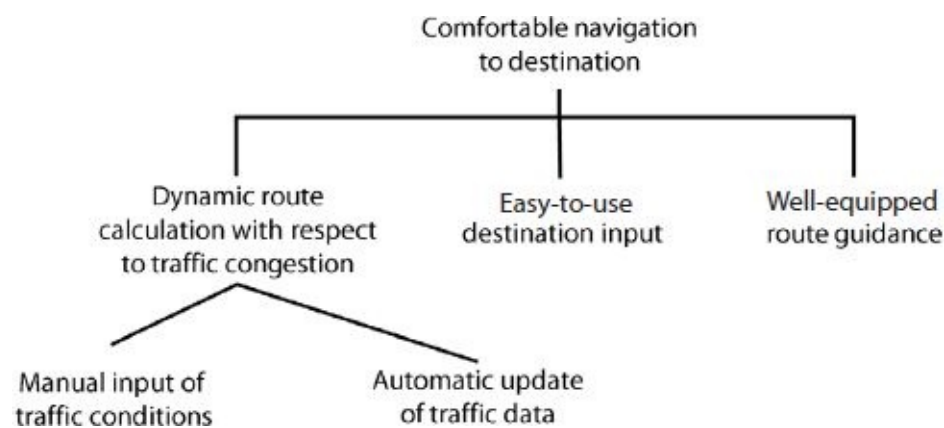 Comfortable navigation
to destination
Dynamic route
calculation with respect
to traffic congestion
Easy-to-use
destination input
Well-equipped
route guidance
Manual input of
traffic conditions
Automatic update
of traffic data